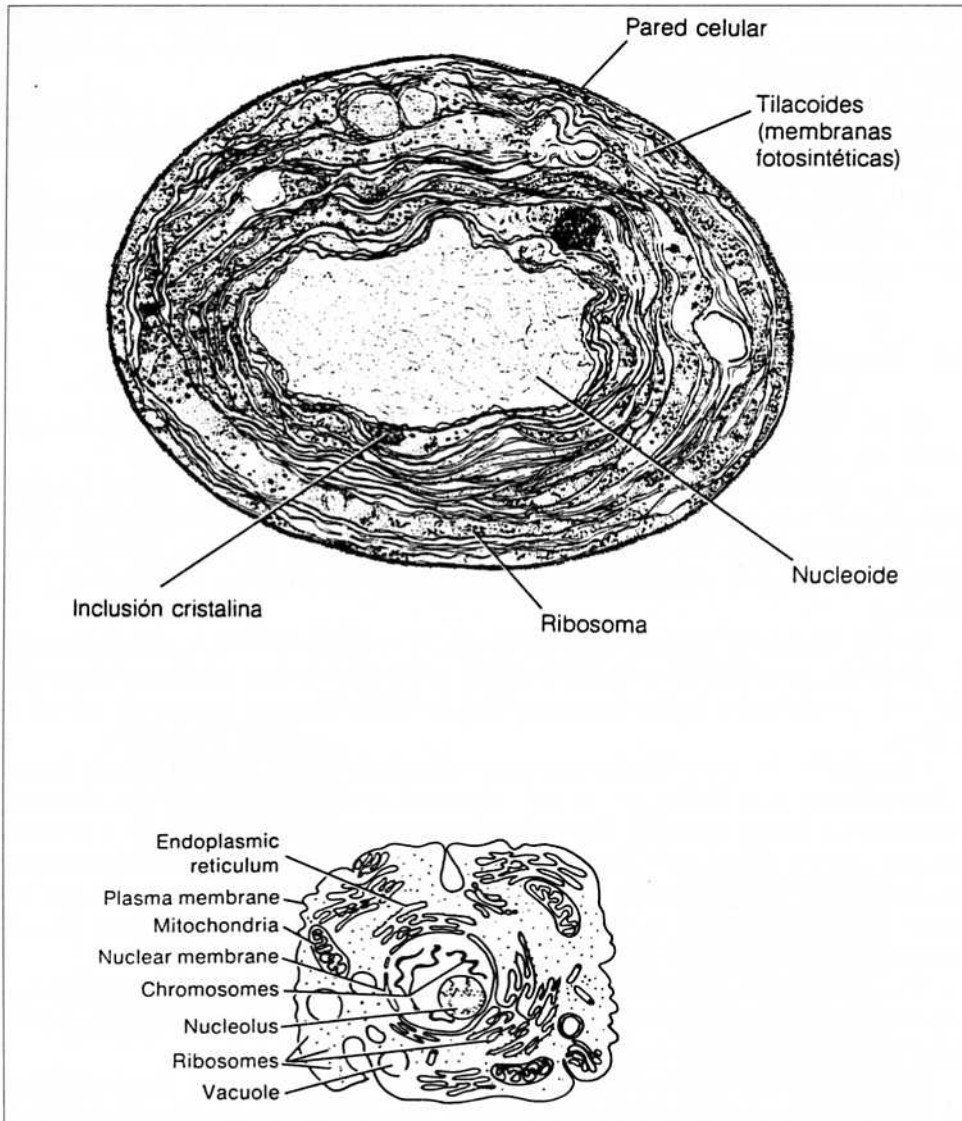 Pared celular
Tilacoides
(membranas
fotosintéticas)
Nucleoide
Inclusión cristalina
Ribosoma
Endoplasmic
reticulum
Plasma membrane
Mitochondria
Nuclear membrane
Chromosomes
Nucleolus
Ribosomes
Vacuole